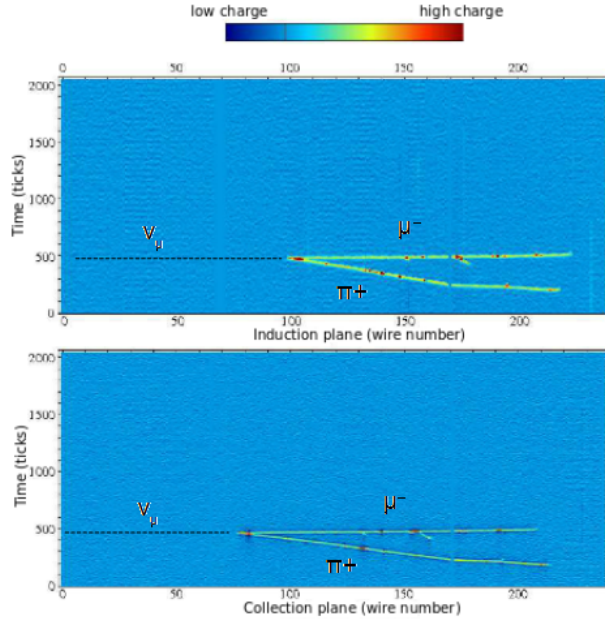 low charge high charge
0 50 100 150 200
2000
1500
1000
500
0
Time (ticks)
νμ
μ−
π+
0 50 100 150 200
Induction plane (wire number)
0 50 100 150 200
2000
1500
1000
500
0
Time (ticks)
νμ
μ−
π+
0 50 100 150 200
Collection plane (wire number)